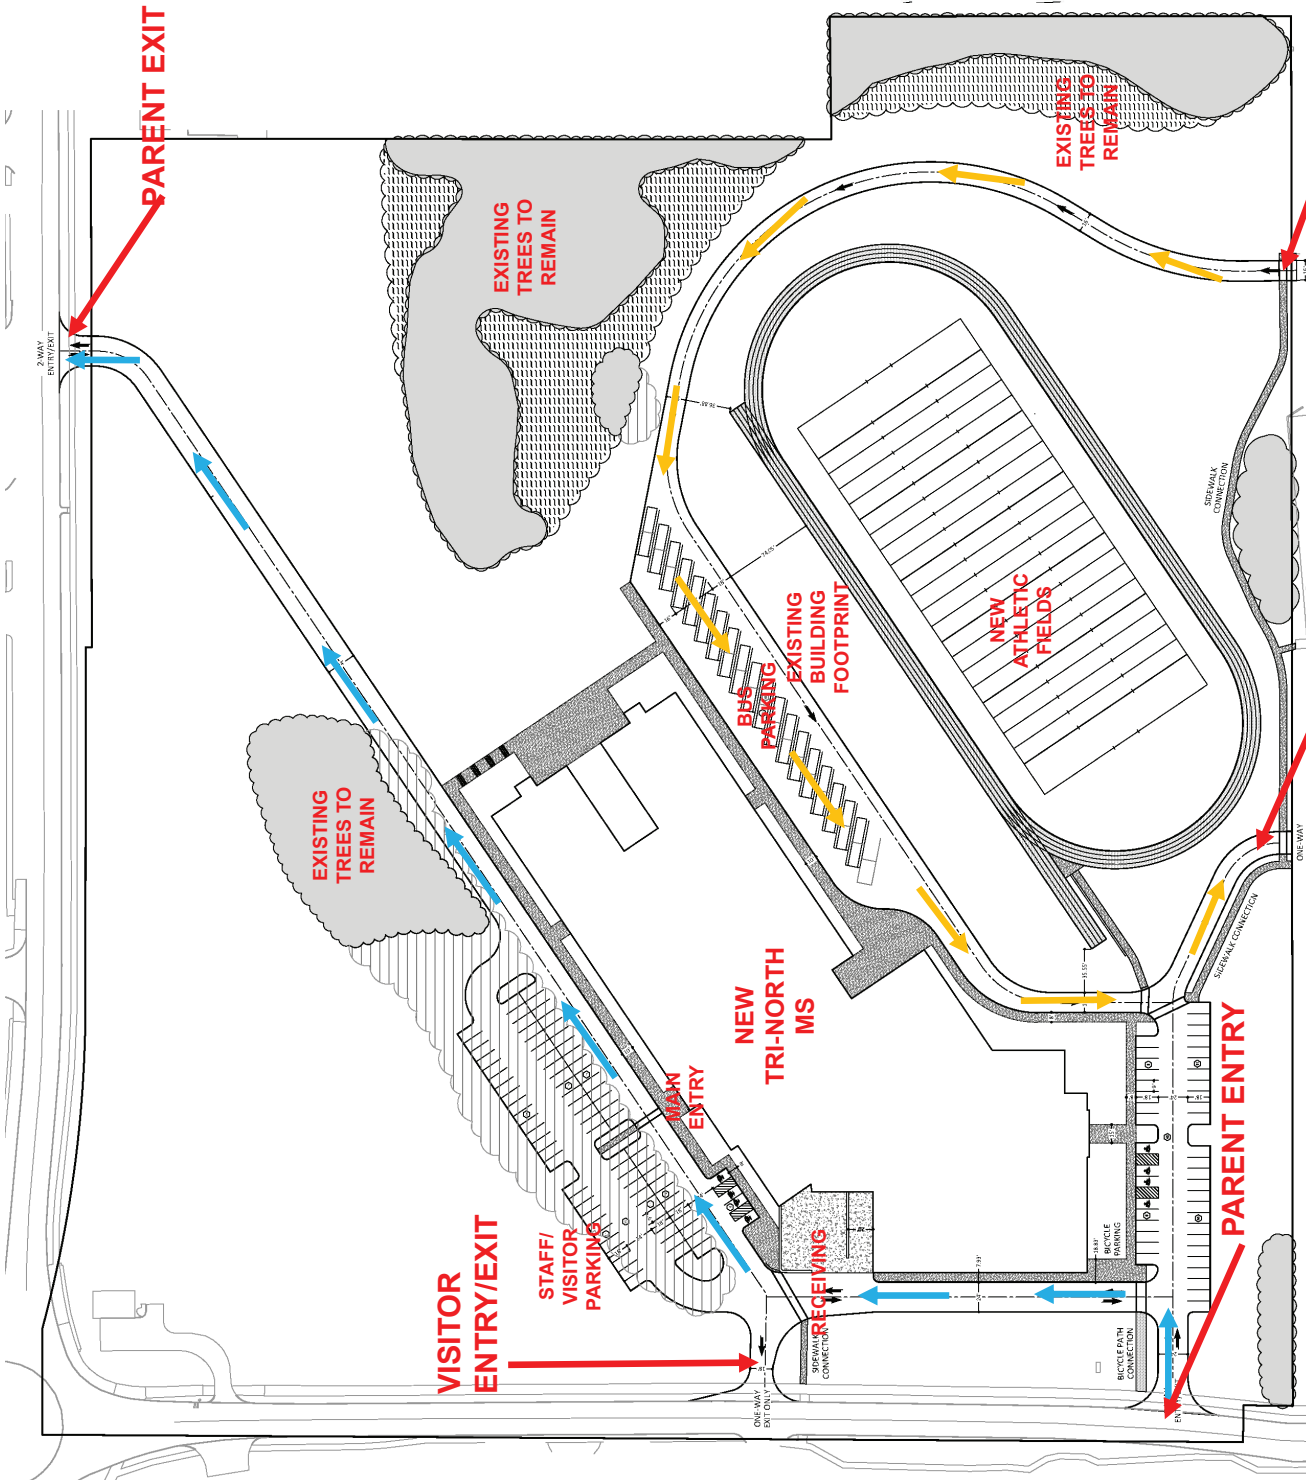 PARENT EXIT
2-WAY
ENTRY/EXIT
EXISTING
TREES TO
REMAIN
EXISTING
TREES TO
REMAIN
SIDEWALK
CONNECTION
EXISTING
BUILDING
FOOTPRINT
NEW
ATHLETIC
FIELDS
BUS
PARKING
EXISTING
TREES TO
REMAIN
ONE-WAY
SIDEWALK CONNECTION
NEW
TRI-NORTH
MS
MAIN
ENTRY
PARENT ENTRY
VISITOR
ENTRY/EXIT
STAFF/
VISITOR
PARKING
RECEIVING
BICYCLE
PARKING
SIDEWALK
CONNECTION
BICYCLE PATH
CONNECTION
ONE-WAY
EXIT ONLY